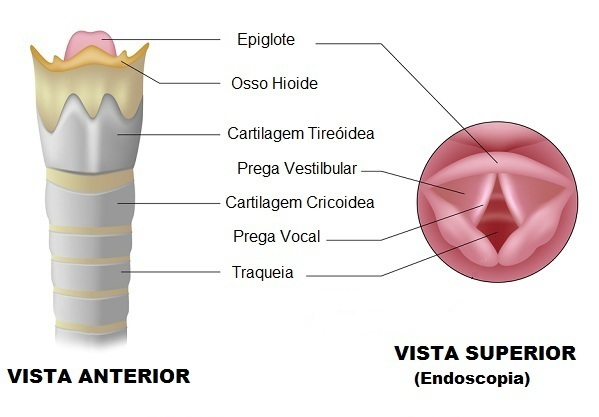 Epiglote
Osso Hioide
Cartilagem Tireóidea
Prega Vestilbular
Cartilagem Cricoidea
Prega Vocal
Traqueia
VISTA ANTERIOR
VISTA SUPERIOR
(Endoscopia)